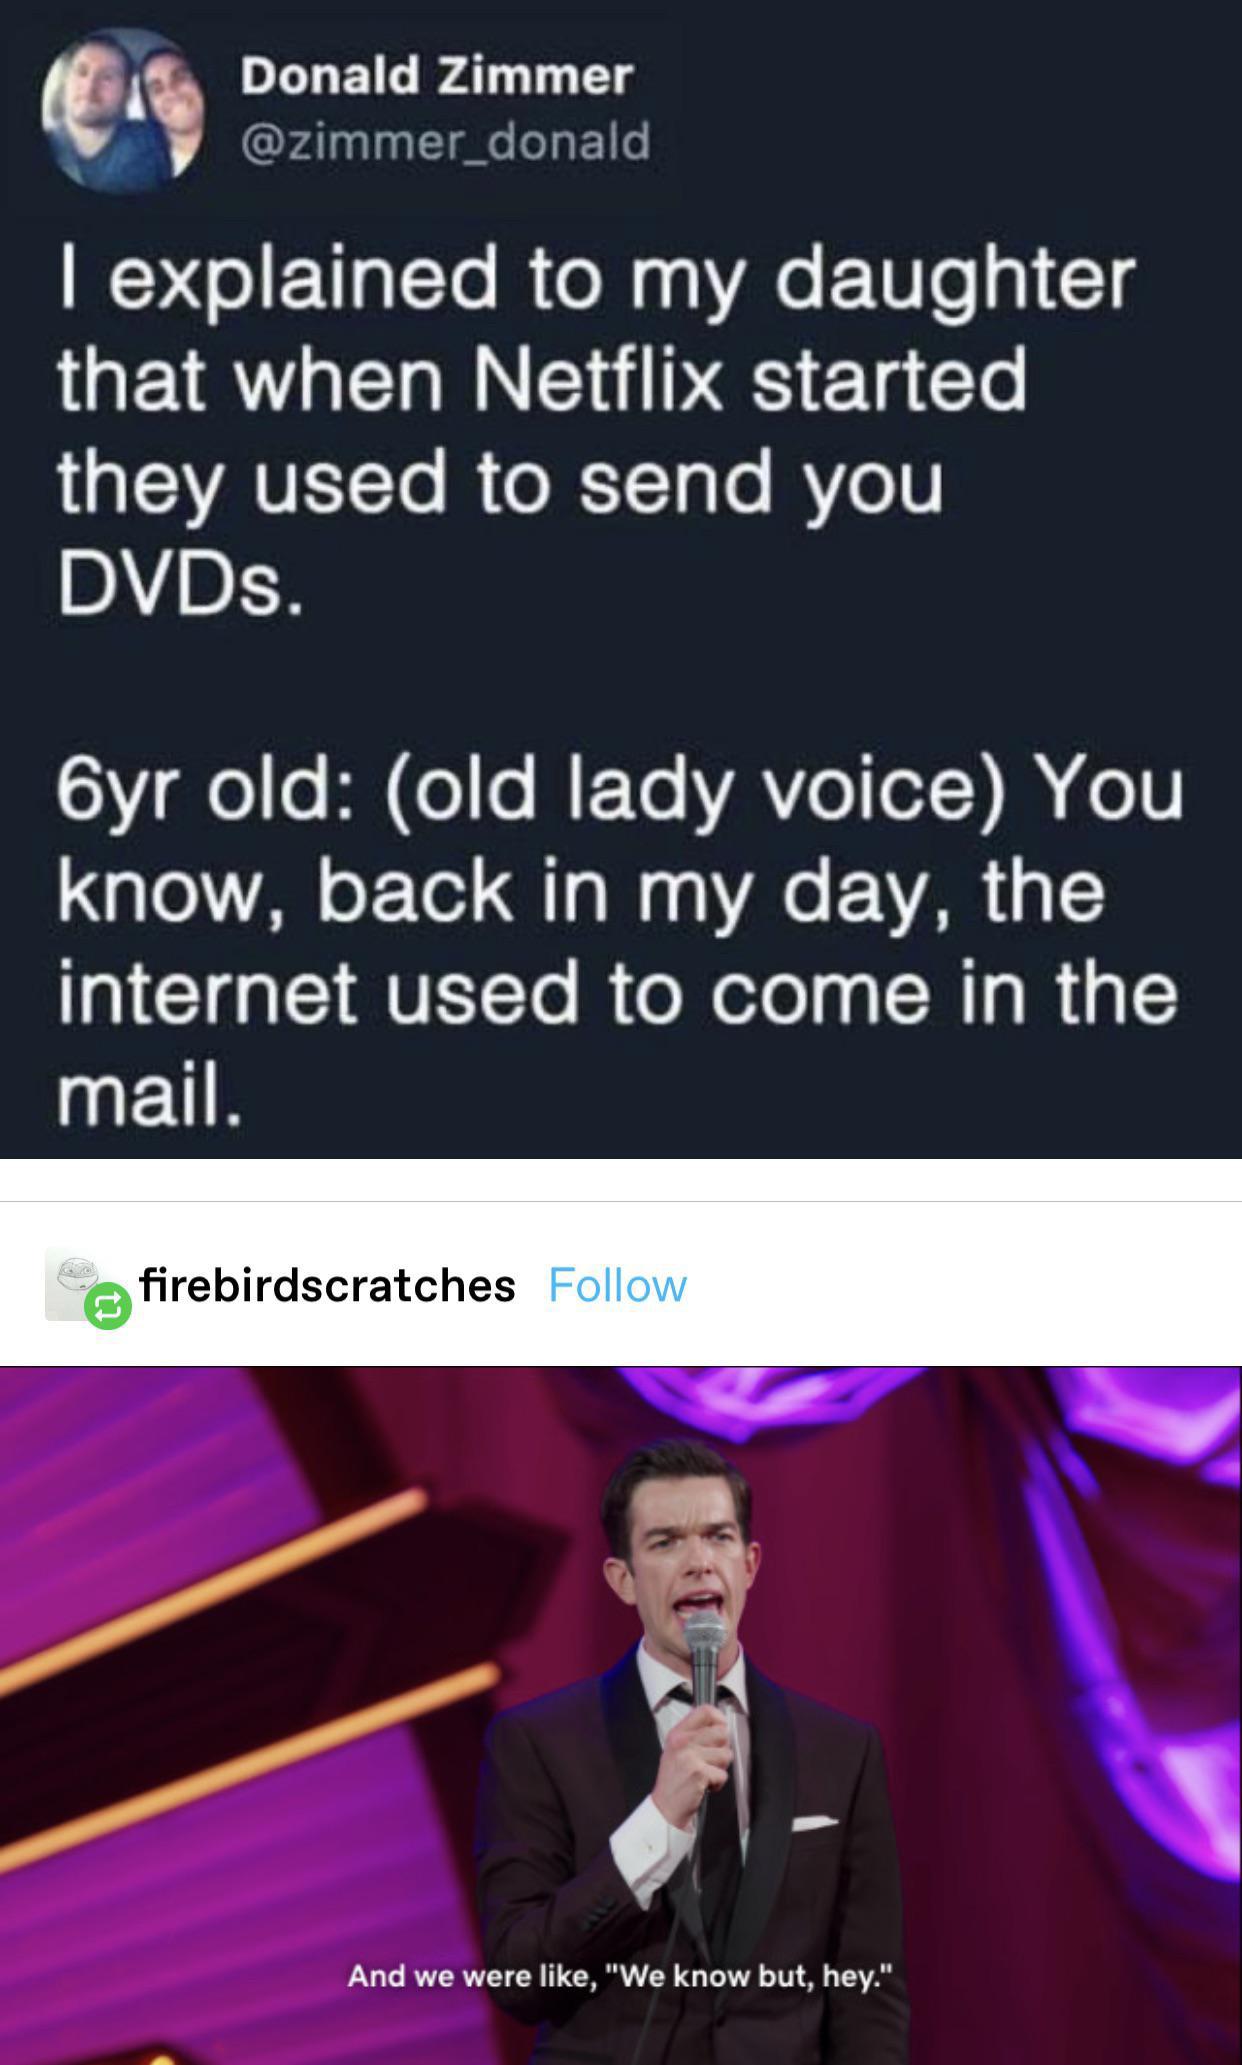 Donald Zimmer
@zimmer_donald
I explained to my daughter
that when Netflix started
they used to send you
DVDs.
6yr old: (old lady voice) You
know, back in my day, the
internet used to come in the
mail.
firebirdscratches Follow
And we were like, "We know but, hey."